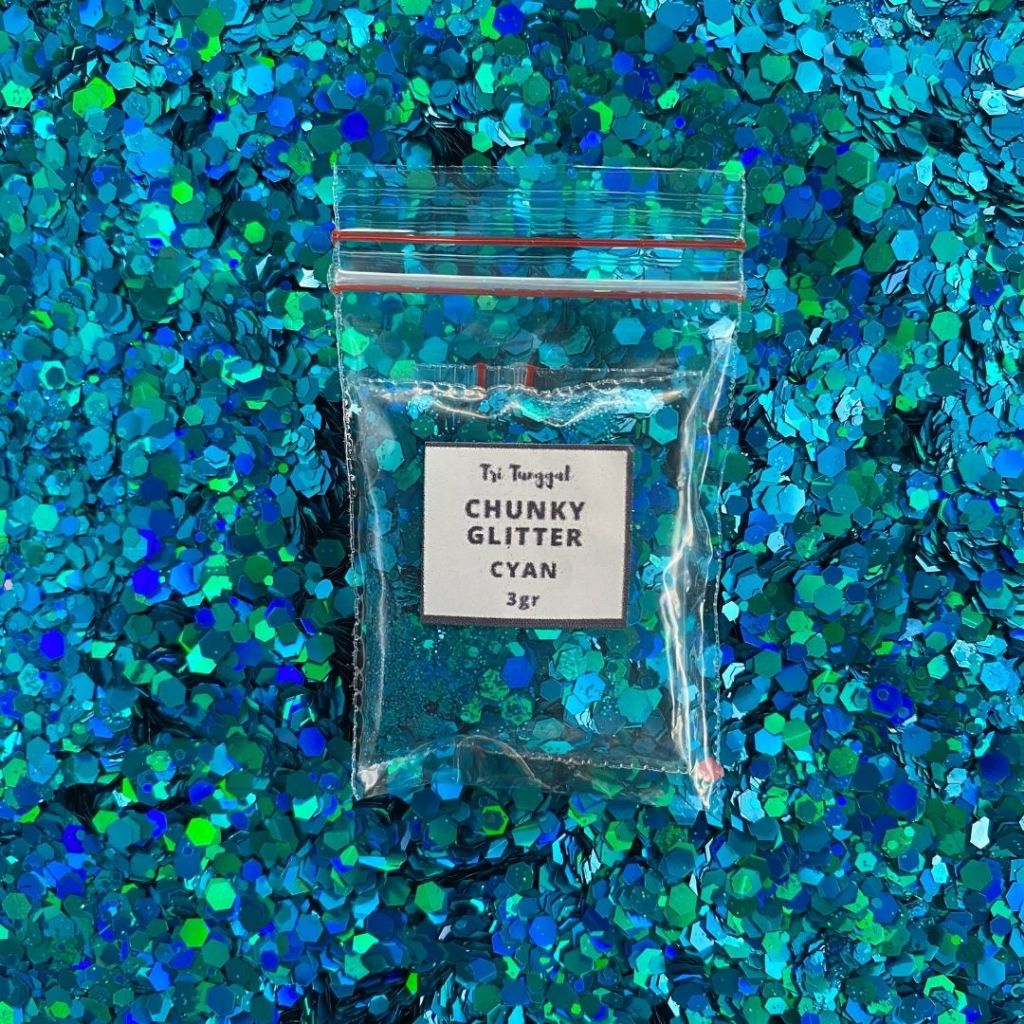 Tri Tunggal
CHUNKY
GLITTER
CYAN
3gr